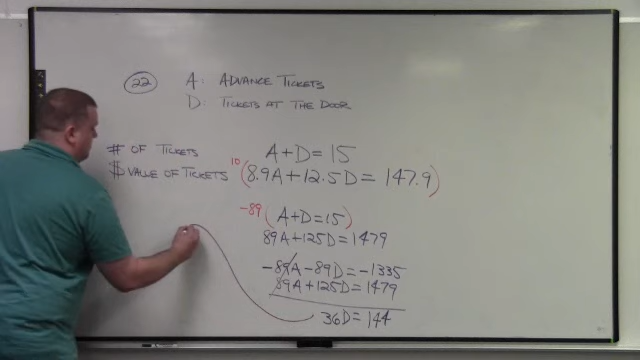 22 A: ADVANCE TICKETS
D: TICKETS AT THE DOOR
# OF TICKETS A+D=15
$ VALUE OF TICKETS 10(8.9A+12.5D=147.9)
-89(A+D=15)
89A+125D=1479
-89A-89D=-1335
89A+125D=1479
36D=144